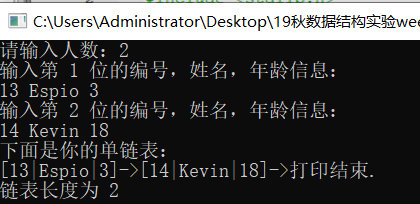 C:\Users\Administrator\Desktop\19秋数据结构实验wee
请输入人数：2
输入第 1 位的编号，姓名，年龄信息：
13 Espio 3
输入第 2 位的编号，姓名，年龄信息：
14 Kevin 18
下面是你的单链表：
[13|Espio|3]->[14|Kevin|18]->打印结束.
链表长度为 2